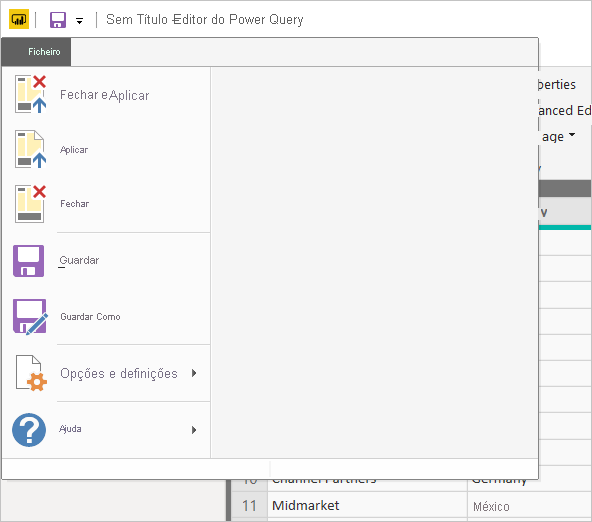 Sem Título Editor do Power Query
Ficheiro
Fechar e Aplicar
Aplicar
Fechar
Guardar
Guardar Como
Opções e definições
Ajuda
perties
anced Ed
age
10 Channel Partners Germany
11 Midmarket México